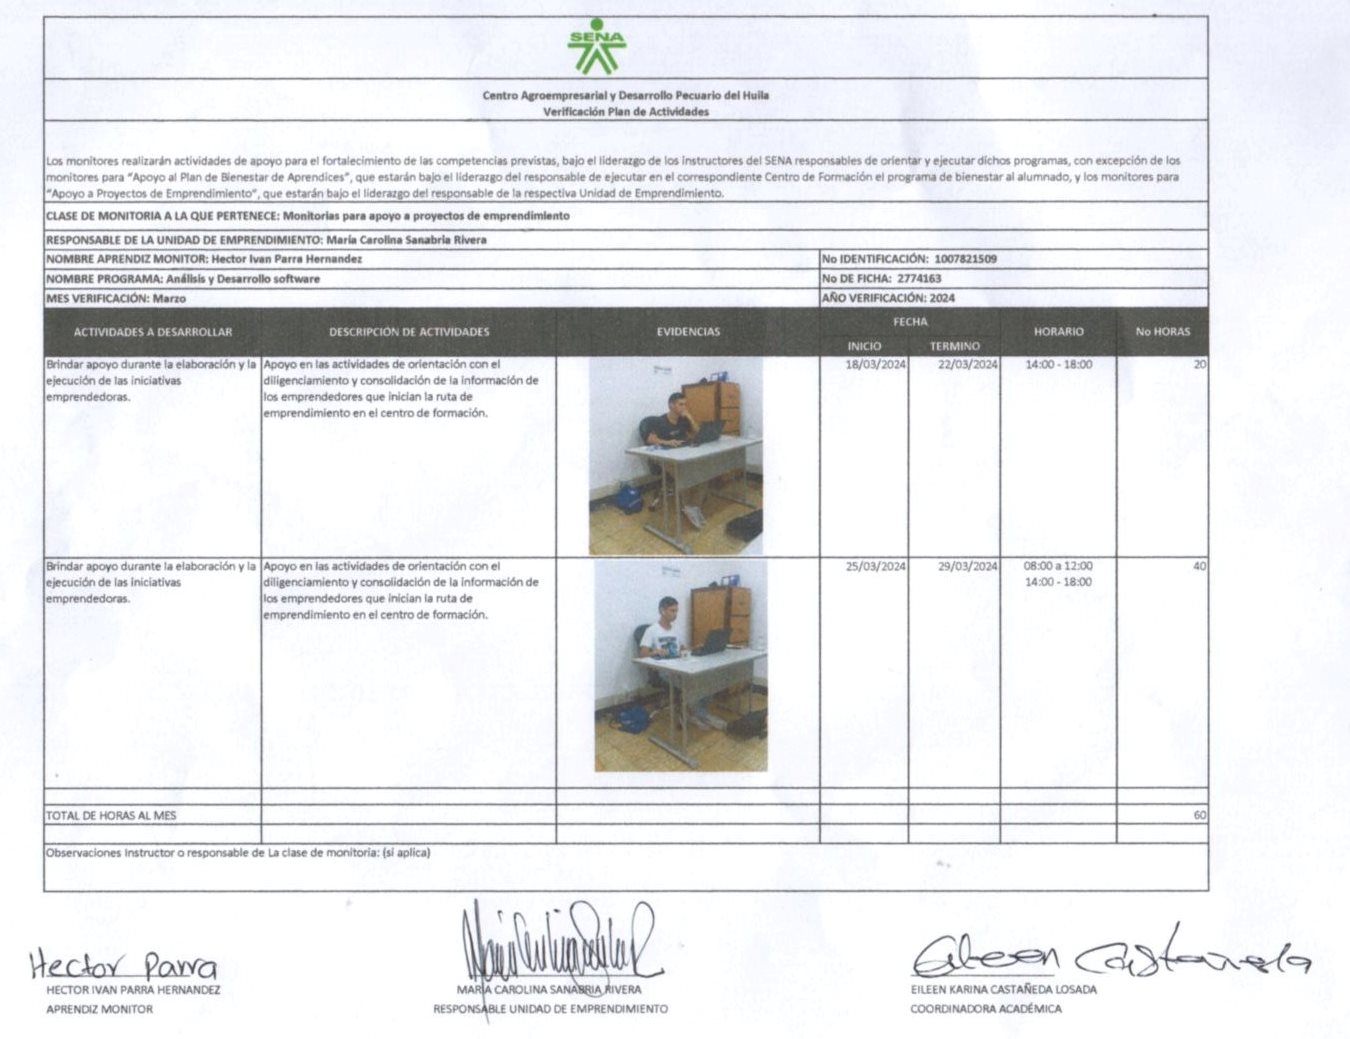 SENA
Centro Agroempresarial y Desarrollo Pecuario del Huila
Verificación Plan de Actividades
Los monitores realizarán actividades de apoyo para el fortalecimiento de las competencias previstas, bajo el liderazgo de los instructores del SENA responsables de orientar y ejecutar dichos programas, con excepción de los
monitores para "Apoyo al Plan de Bienestar de Aprendices", que estarán bajo el liderazgo del responsable de ejecutar en el correspondiente Centro de Formación el programa de bienestar al alumnado, y los monitores para
"Apoyo a Proyectos de Emprendimiento", que estarán bajo el liderazgo del responsable de la respectiva Unidad de Emprendimiento.
CLASE DE MONITORIA A LA QUE PERTENECE: Monitorias para apoyo a proyectos de emprendimiento
RESPONSABLE DE LA UNIDAD DE EMPRENDIMIENTO: María Carolina Sanabria Rivera
NOMBRE APRENDIZ MONITOR: Hector Ivan Parra Hernandez
No IDENTIFICACIÓN: 1007821509
NOMBRE PROGRAMA: Análisis y Desarrollo software
No DE FICHA: 2774163
MES VERIFICACIÓN: Marzo
AÑO VERIFICACIÓN: 2024
ACTIVIDADES A DESARROLLAR
DESCRIPCIÓN DE ACTIVIDADES
EVIDENCIAS
FECHA
INICIO
TERMINO
HORARIO
No HORAS
Brindar apoyo durante la elaboración y la
ejecución de las iniciativas
emprendedoras.
Apoyo en las actividades de orientación con el
diligenciamiento y consolidación de la información de
los emprendedores que inician la ruta de
emprendimiento en el centro de formación.
18/03/2024
22/03/2024
14:00 - 18:00
20
Brindar apoyo durante la elaboración y la
ejecución de las iniciativas
emprendedoras.
Apoyo en las actividades de orientación con el
diligenciamiento y consolidación de la información de
los emprendedores que inician la ruta de
emprendimiento en el centro de formación.
25/03/2024
29/03/2024
08:00 a 12:00
14:00 - 18:00
40
TOTAL DE HORAS AL MES
60
Observaciones Instructor o responsable de La clase de monitoria: (si aplica)
Hector Parra
HECTOR IVAN PARRA HERNANDEZ
APRENDIZ MONITOR
MARÍA CAROLINA SANABRIA RIVERA
RESPONSABLE UNIDAD DE EMPRENDIMIENTO
Eileen Castañeda
EILEEN KARINA CASTAÑEDA LOSADA
COORDINADORA ACADÉMICA